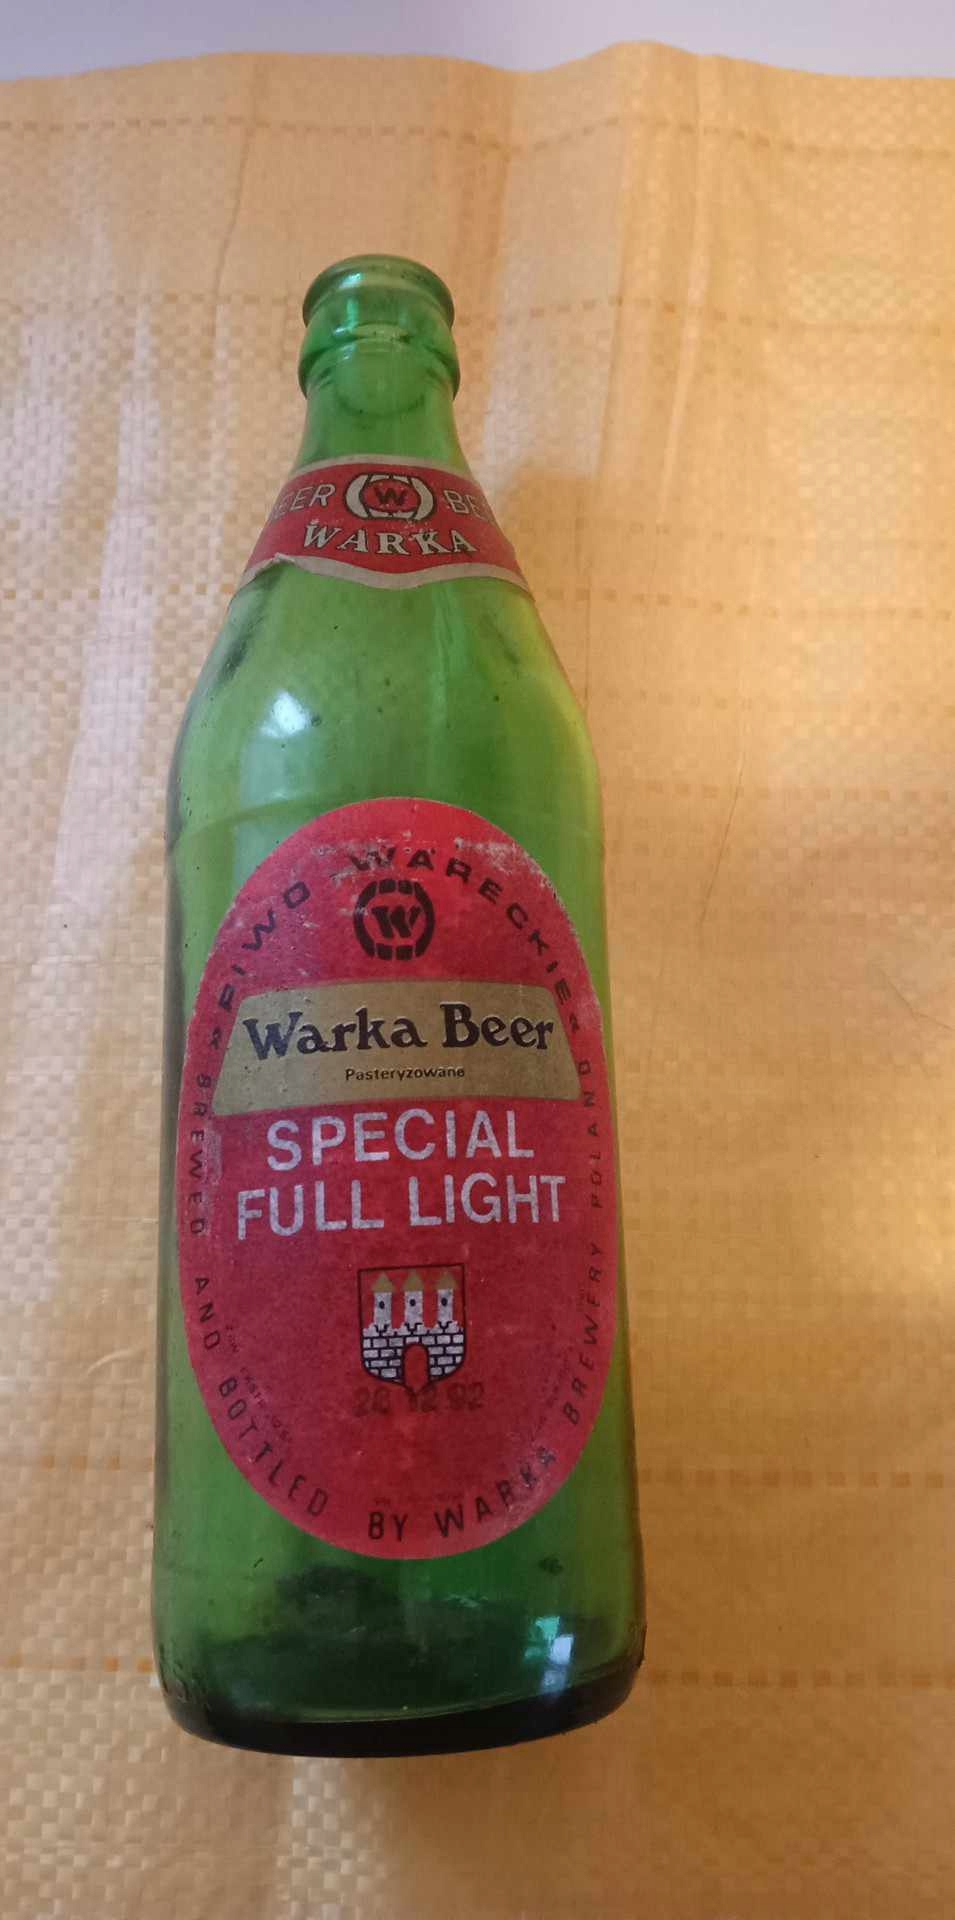 BEER W BEE
WARKA
PIWO WARECKIE
W
Warka Beer
Pasteryzowane
SPECIAL
FULL LIGHT
28 12 92
BREWED AND BOTTLED BY WARKA BREWERY POLAND